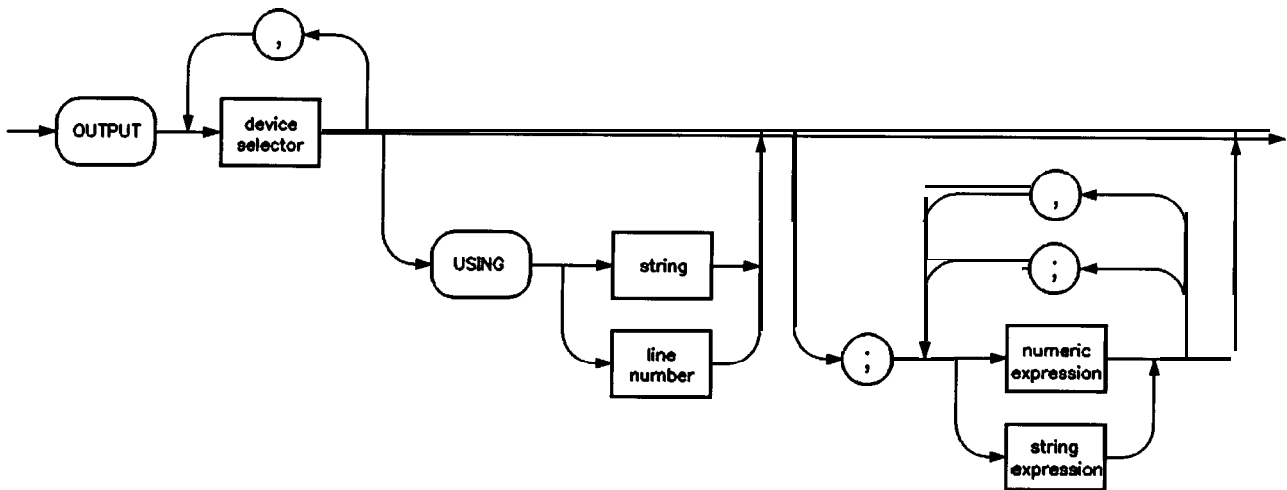 ,
OUTPUT
device
selector
,
;
USING
string
line
number
;
numeric
expression
string
expression